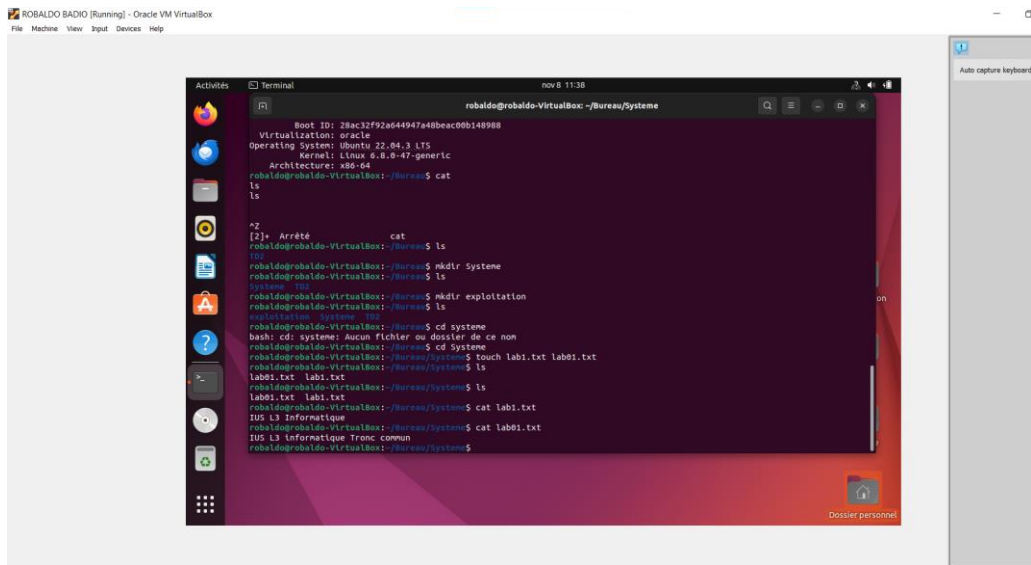 ROBALDO BADIO [Running] - Oracle VM VirtualBox
File Machine View Input Devices Help
Auto capture keyboard
Activités Terminal nov 8 11:38
robaldo@robaldo-VirtualBox: ~/Bureau/Systeme
Boot ID: 28ac32f92a644947a48beac00b148988
Virtualization: oracle
Operating System: Ubuntu 22.04.3 LTS
Kernel: Linux 6.8.0-47-generic
Architecture: x86-64
robaldo@robaldo-VirtualBox:~/Bureau$ cat
ls
ls
^Z
[2]+ Arrêté cat
robaldo@robaldo-VirtualBox:~/Bureau$ ls
TD2
robaldo@robaldo-VirtualBox:~/Bureau$ mkdir Systeme
robaldo@robaldo-VirtualBox:~/Bureau$ ls
Systeme TD2
robaldo@robaldo-VirtualBox:~/Bureau$ mkdir exploitation
robaldo@robaldo-VirtualBox:~/Bureau$ ls
exploitation Systeme TD2
robaldo@robaldo-VirtualBox:~/Bureau$ cd systeme
bash: cd: systeme: Aucun fichier ou dossier de ce nom
robaldo@robaldo-VirtualBox:~/Bureau$ cd Systeme
robaldo@robaldo-VirtualBox:~/Bureau/Systeme$ touch lab1.txt lab01.txt
robaldo@robaldo-VirtualBox:~/Bureau/Systeme$ ls
lab01.txt lab1.txt
robaldo@robaldo-VirtualBox:~/Bureau/Systeme$ ls
lab01.txt lab1.txt
robaldo@robaldo-VirtualBox:~/Bureau/Systeme$ cat lab1.txt
IUS L3 Informatique
robaldo@robaldo-VirtualBox:~/Bureau/Systeme$ cat lab01.txt
IUS L3 informatique Tronc commun
robaldo@robaldo-VirtualBox:~/Bureau/Systeme$
on
Dossier personnel